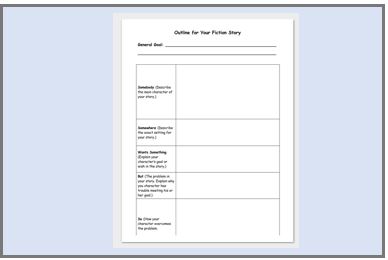 Outline for Your Fiction Story
General Goal:
Somebody (Describe
the main character of
your story.)
Somewhere (Describe
the exact setting for
your story.)
Wants Something
(Explain your
character's goal or
wish in the story.)
But (The problem in
your story. Explain why
you character has
trouble meeting his or
her goal.)
So (How your
character overcomes
the problem.